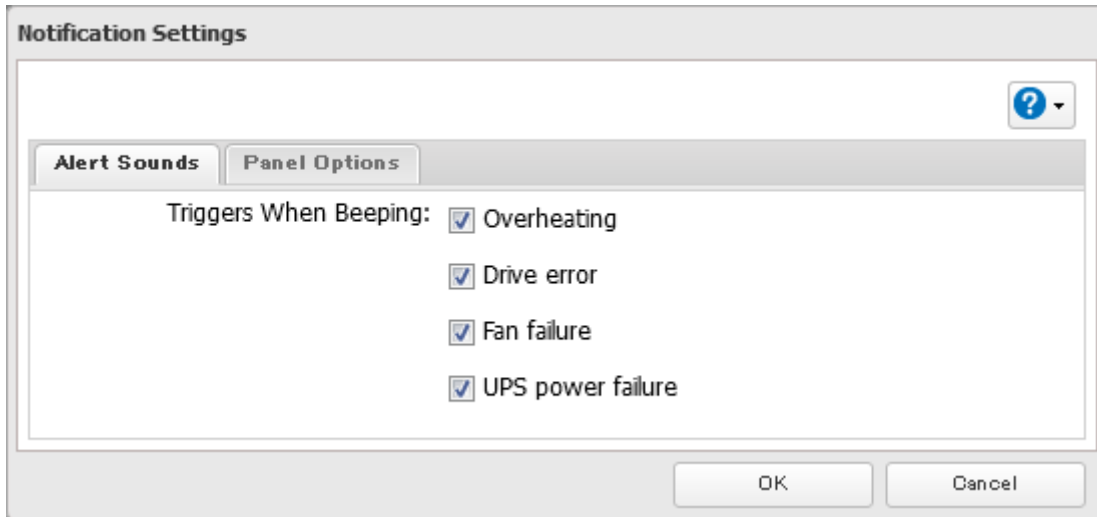 Notification Settings
?
Alert Sounds Panel Options
Triggers When Beeping: Overheating
Drive error
Fan failure
UPS power failure
OK Cancel